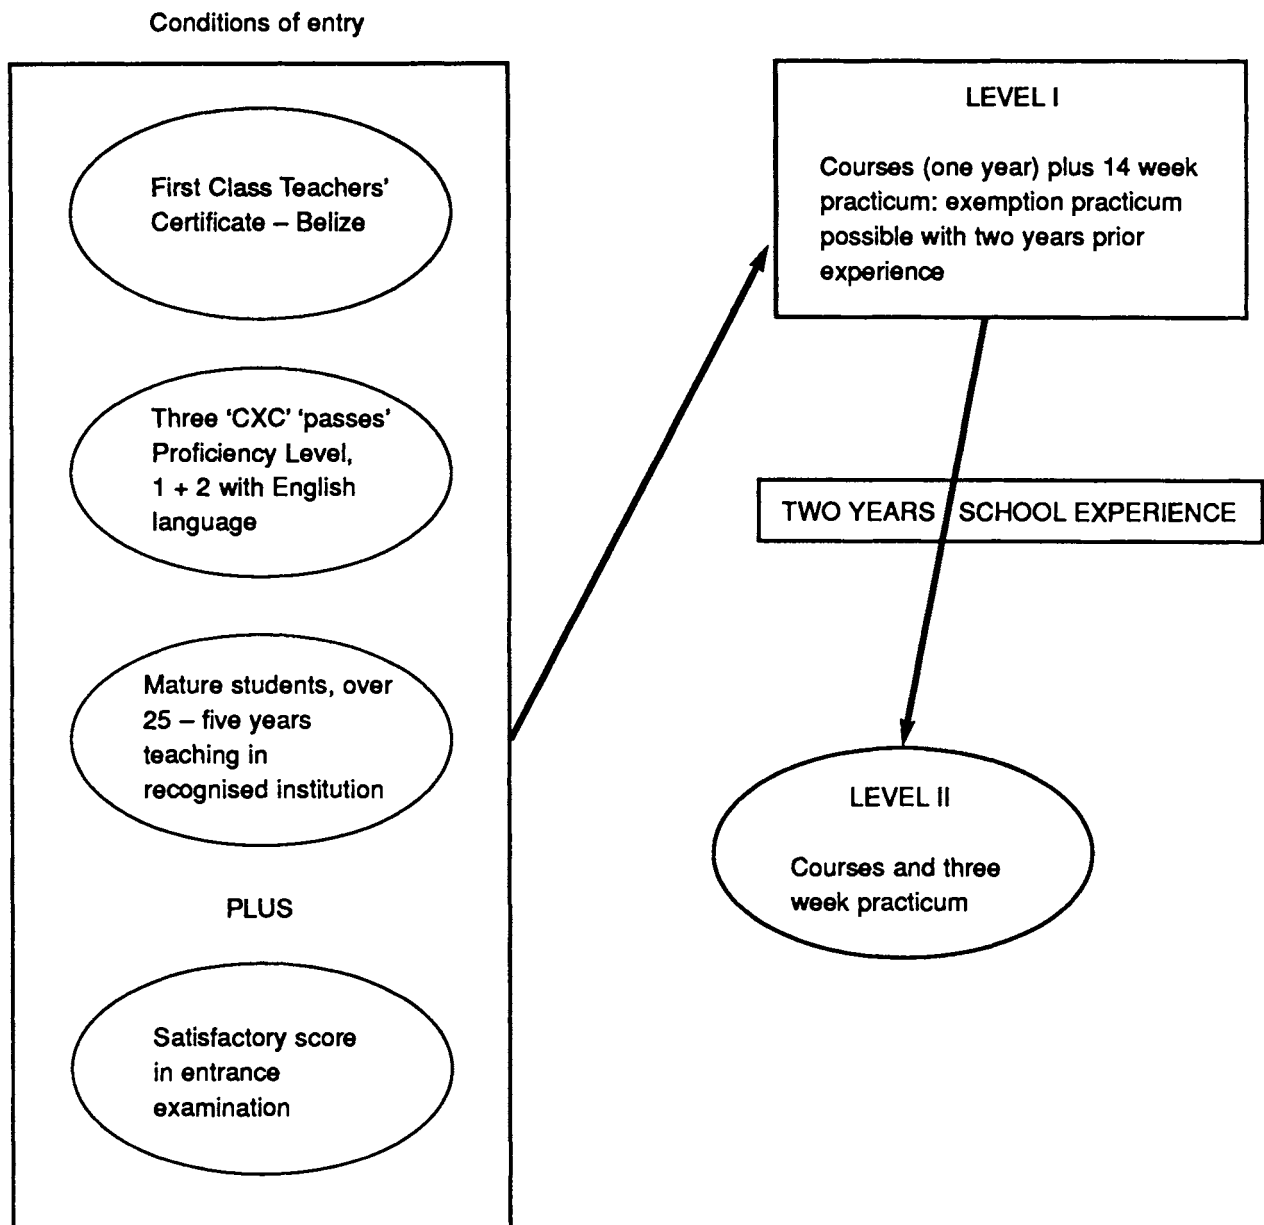 Conditions of entry
First Class Teachers'
Certificate – Belize
Three 'CXC' 'passes'
Proficiency Level,
1 + 2 with English
language
Mature students, over
25 – five years
teaching in
recognised institution
PLUS
Satisfactory score
in entrance
examination
LEVEL I
Courses (one year) plus 14 week
practicum: exemption practicum
possible with two years prior
experience
TWO YEARS SCHOOL EXPERIENCE
LEVEL II
Courses and three
week practicum